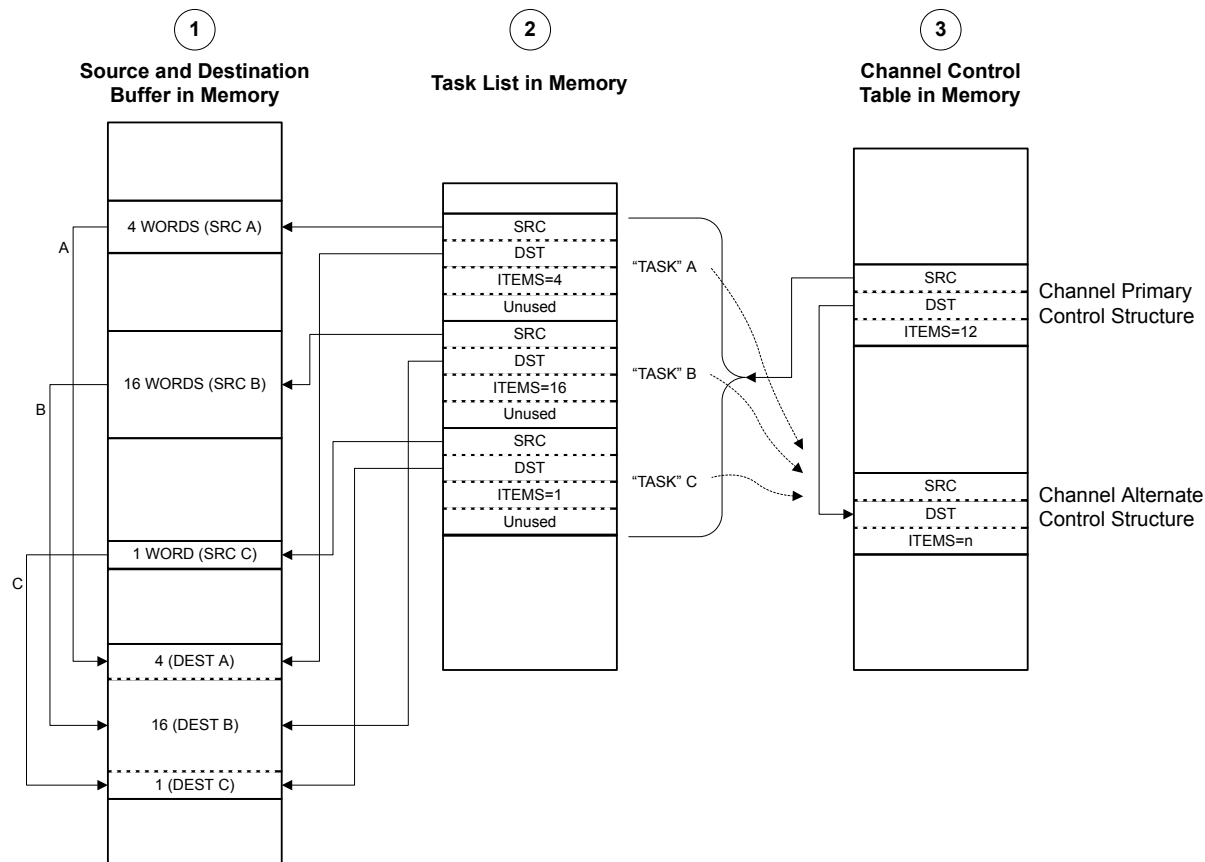 1
Source and Destination
Buffer in Memory
4 WORDS (SRC A)
16 WORDS (SRC B)
1 WORD (SRC C)
4 (DEST A)
16 (DEST B)
1 (DEST C)
A
B
C
2
Task List in Memory
SRC
DST
ITEMS=4
Unused
SRC
DST
ITEMS=16
Unused
SRC
DST
ITEMS=1
Unused
“TASK” A
“TASK” B
“TASK” C
3
Channel Control
Table in Memory
SRC
DST
ITEMS=12
Channel Primary
Control Structure
SRC
DST
ITEMS=n
Channel Alternate
Control Structure